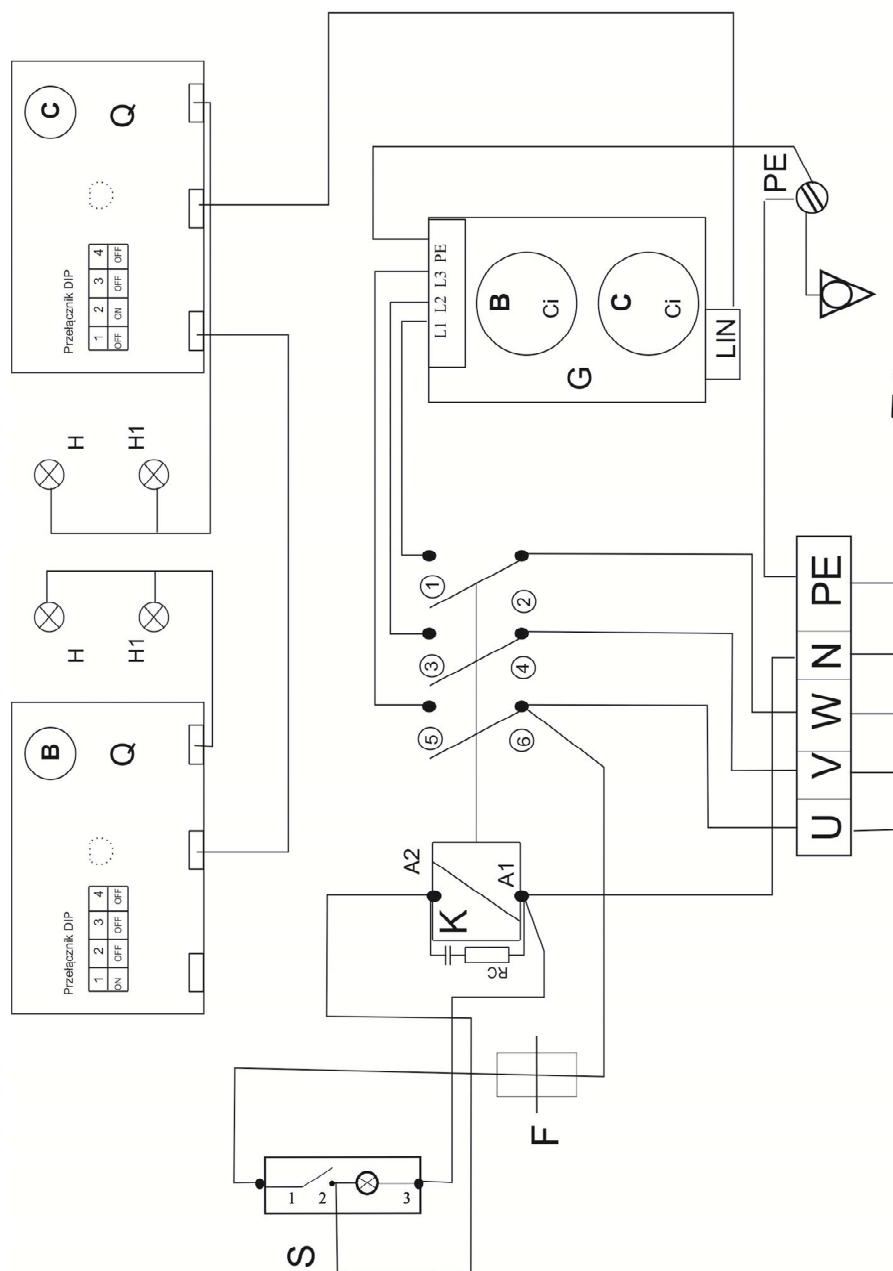 C
Q
Przełącznik DIP
1 2 3 4
OFF ON OFF OFF
H
H1
H
H1
B
Q
Przełącznik DIP
1 2 3 4
ON OFF OFF OFF
L1 L2 L3 PE
B
Ci
C
Ci
G
LIN
PE
1
2
3
4
5
6
A2
K
A1
RC
F
S
1 2 3
U V W N PE